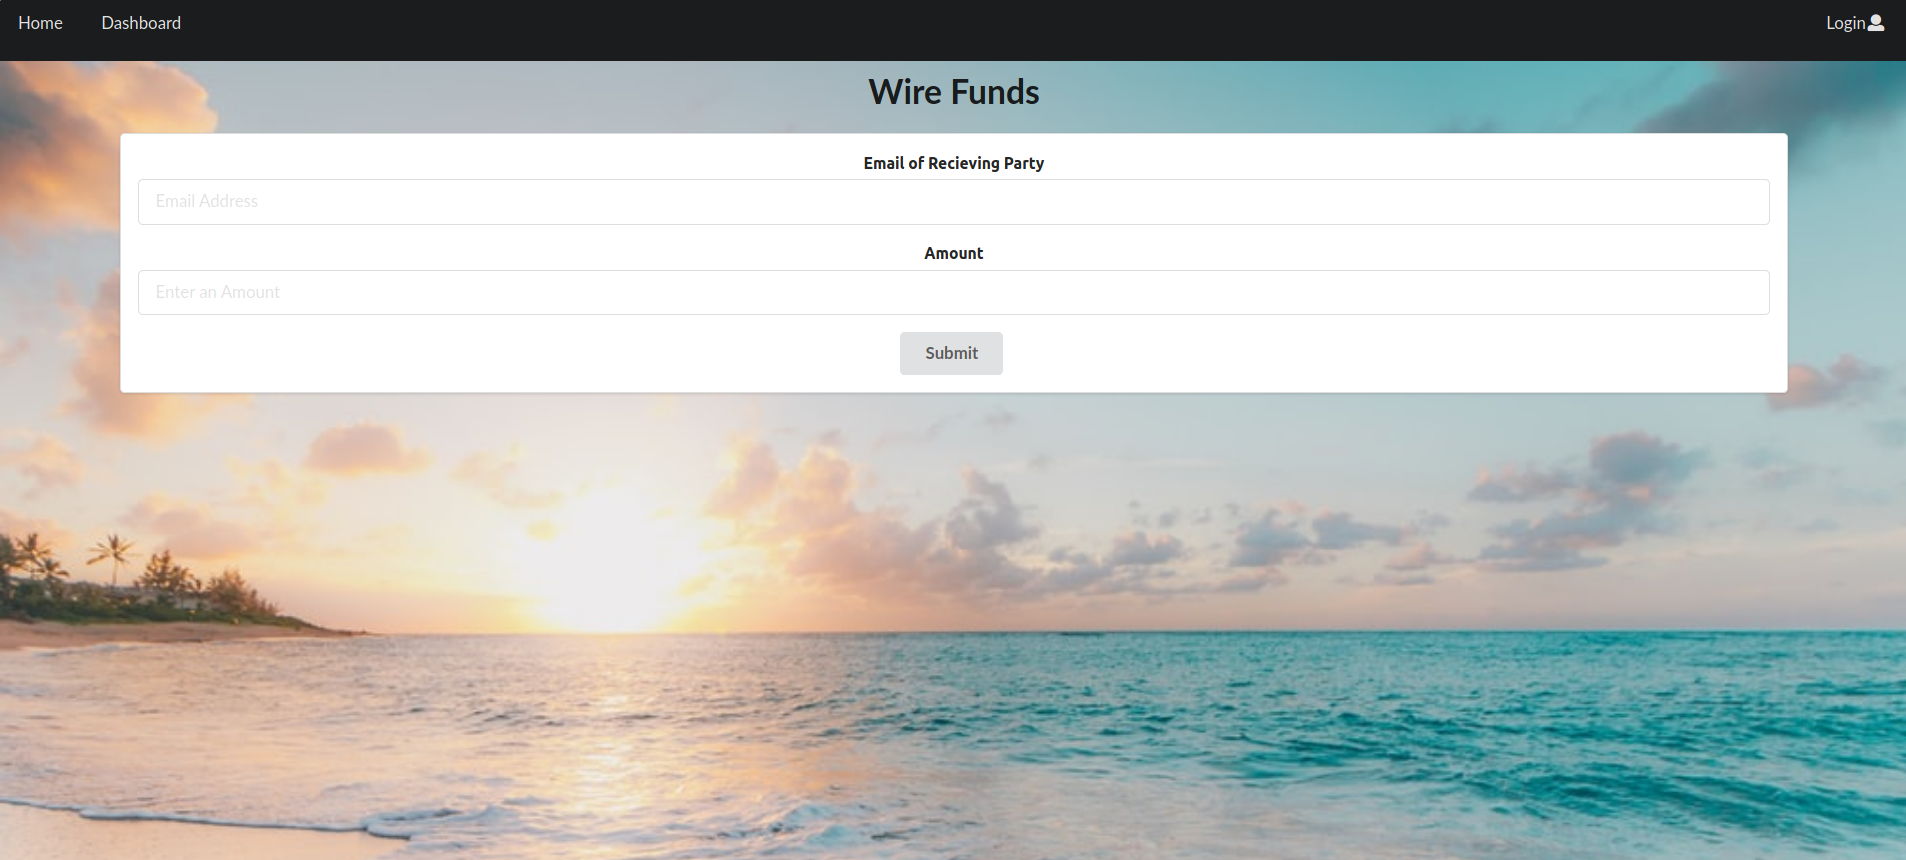 Home Dashboard Login
Wire Funds
Email of Recieving Party
Email Address
Amount
Enter an Amount
Submit